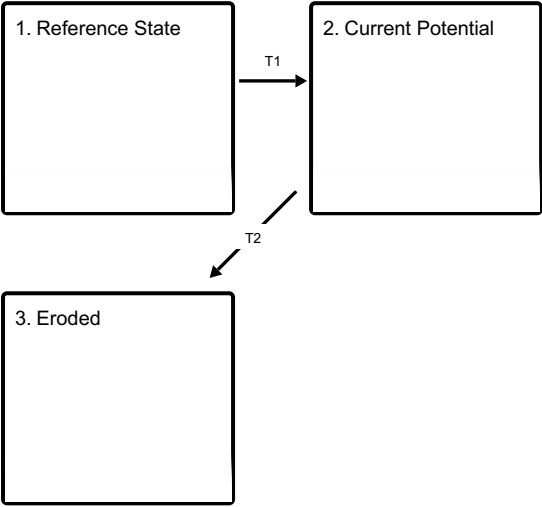 1. Reference State
2. Current Potential
T1
T2
3. Eroded